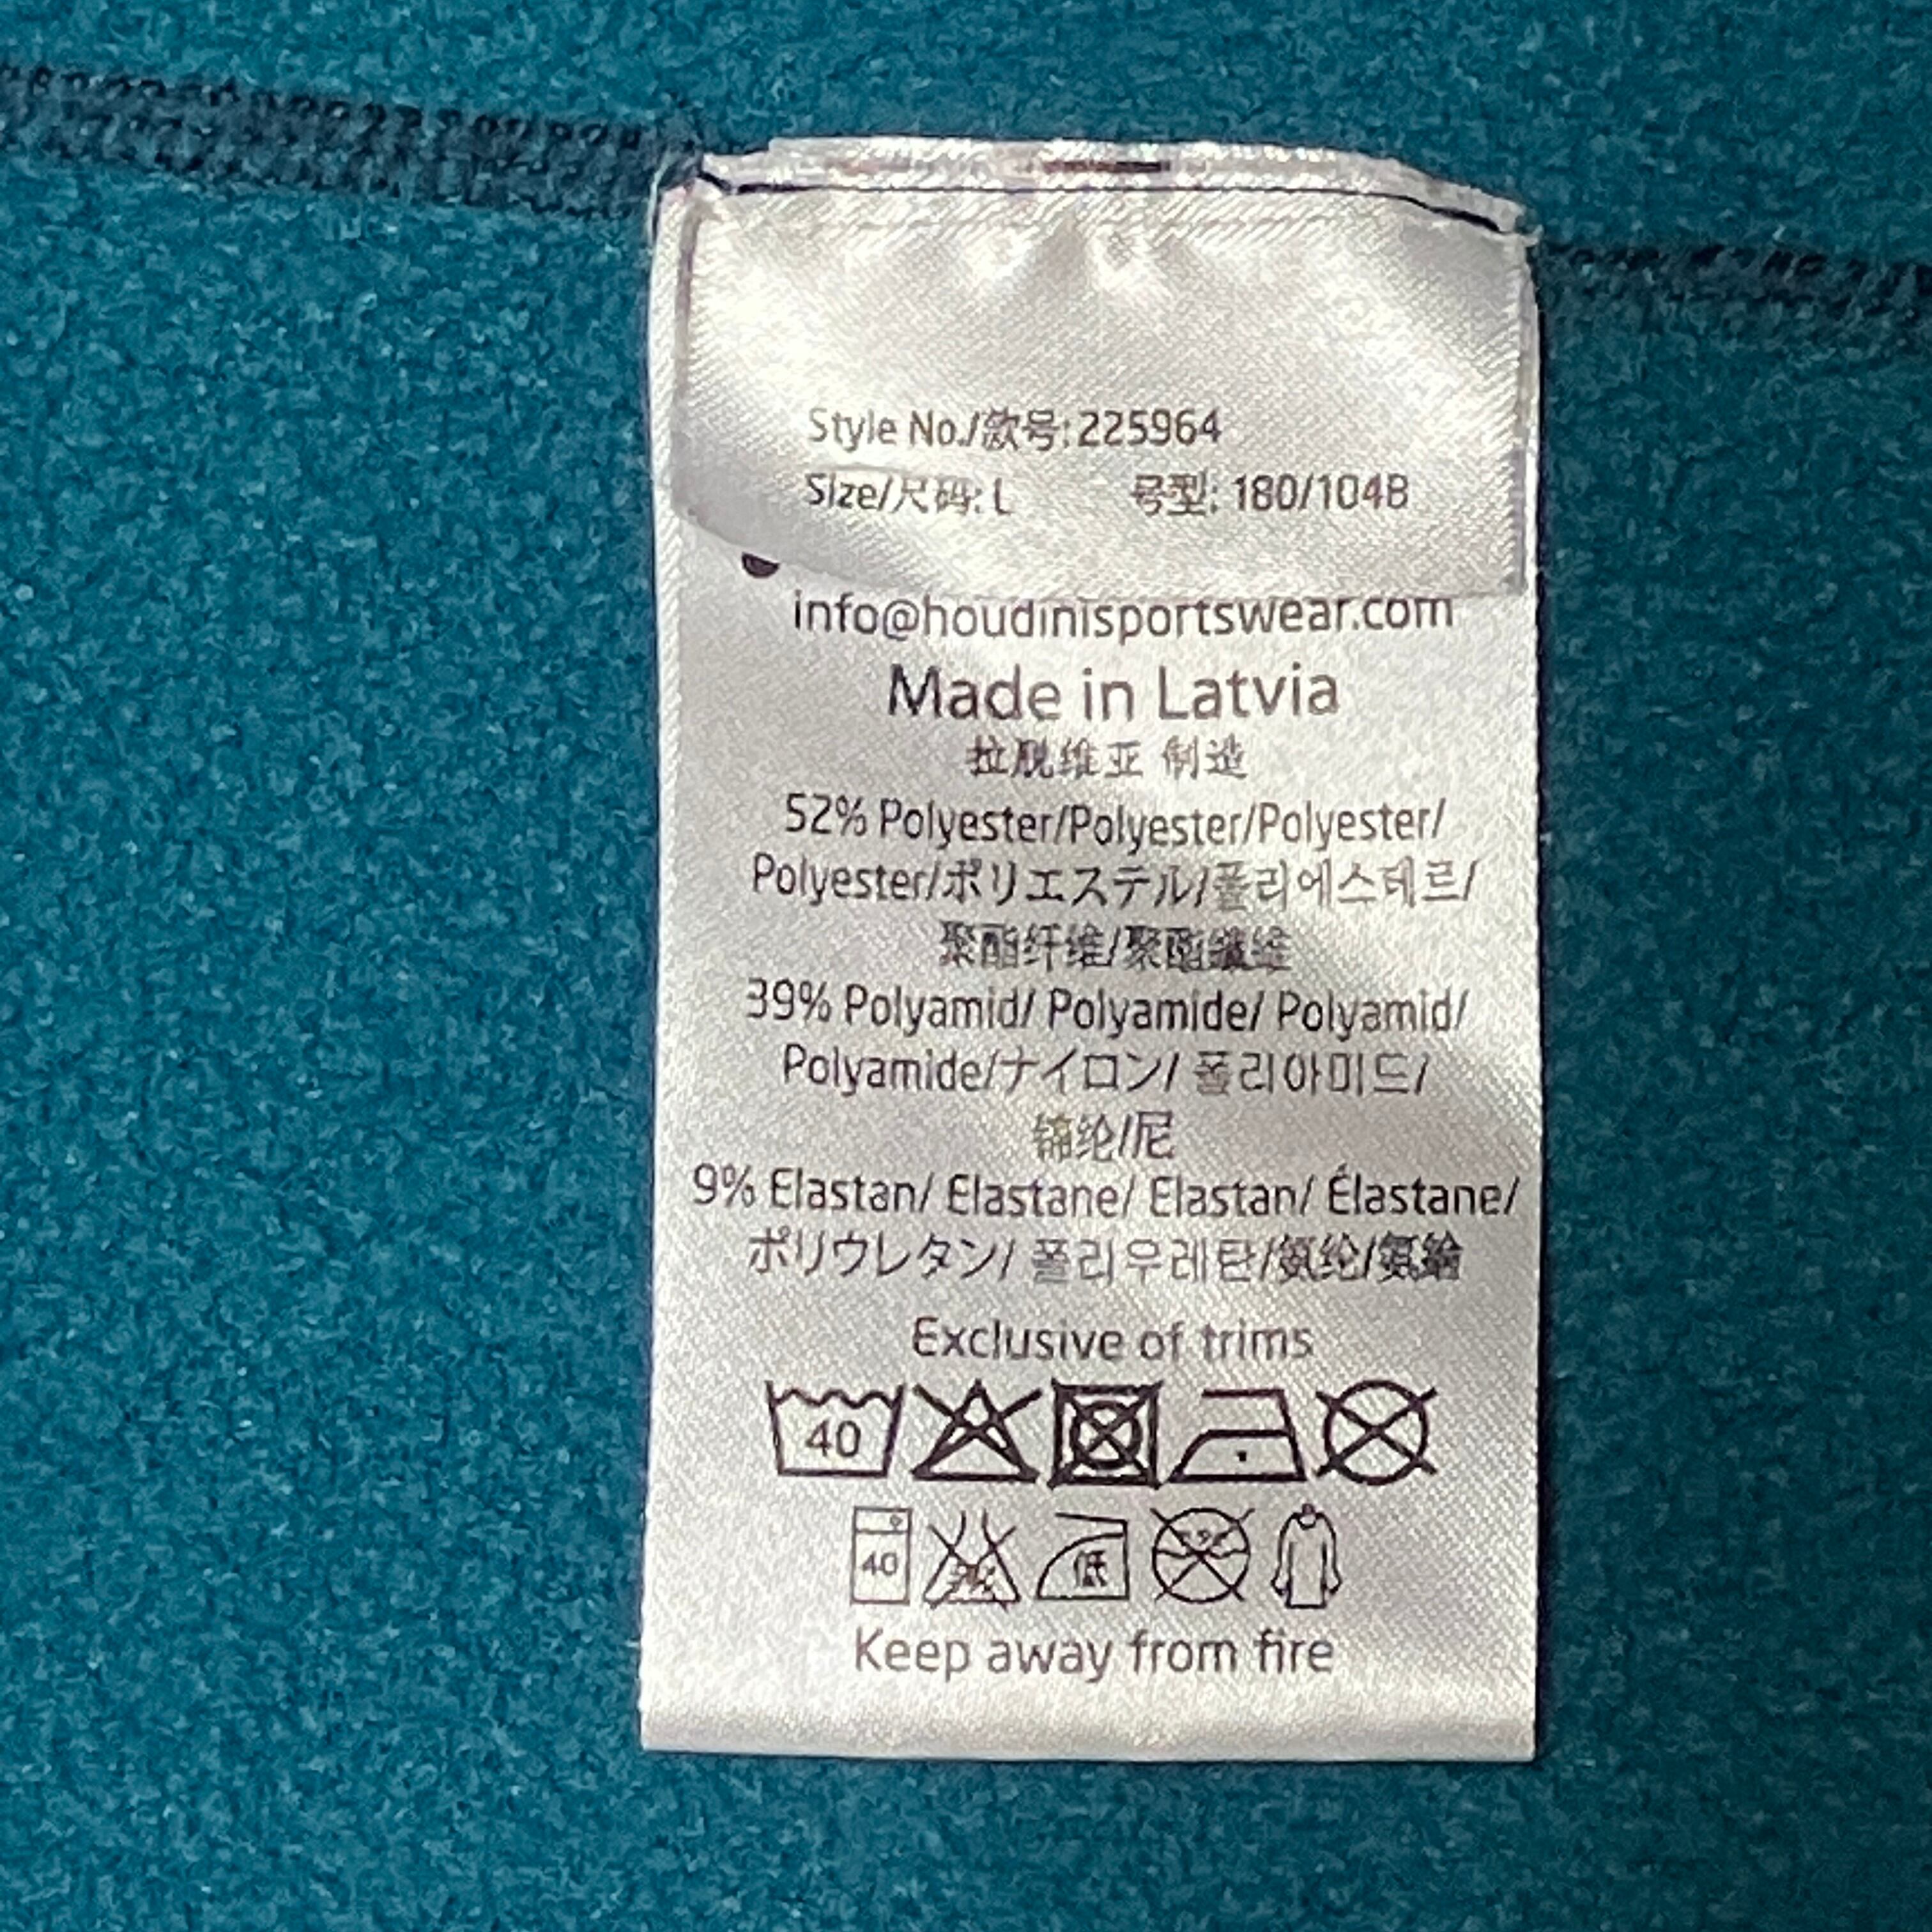 Style No./款号: 225964
Size/尺码: L 号型: 180/104B
info@houdinisportswear.com
Made in Latvia
拉脱维亚 制造
52% Polyester/Polyester/Polyester/
Polyester/ポリエステル/폴리에스테르/
聚酯纤维/聚酯纖維
39% Polyamid/ Polyamide/ Polyamid/
Polyamide/ナイロン/ 폴리아미드/
锦纶/尼
9% Elastan/ Elastane/ Elastan/ Élastane/
ポリウレタン/ 폴리우레탄/氨纶/氨綸
Exclusive of trims
40
40 低
Keep away from fire